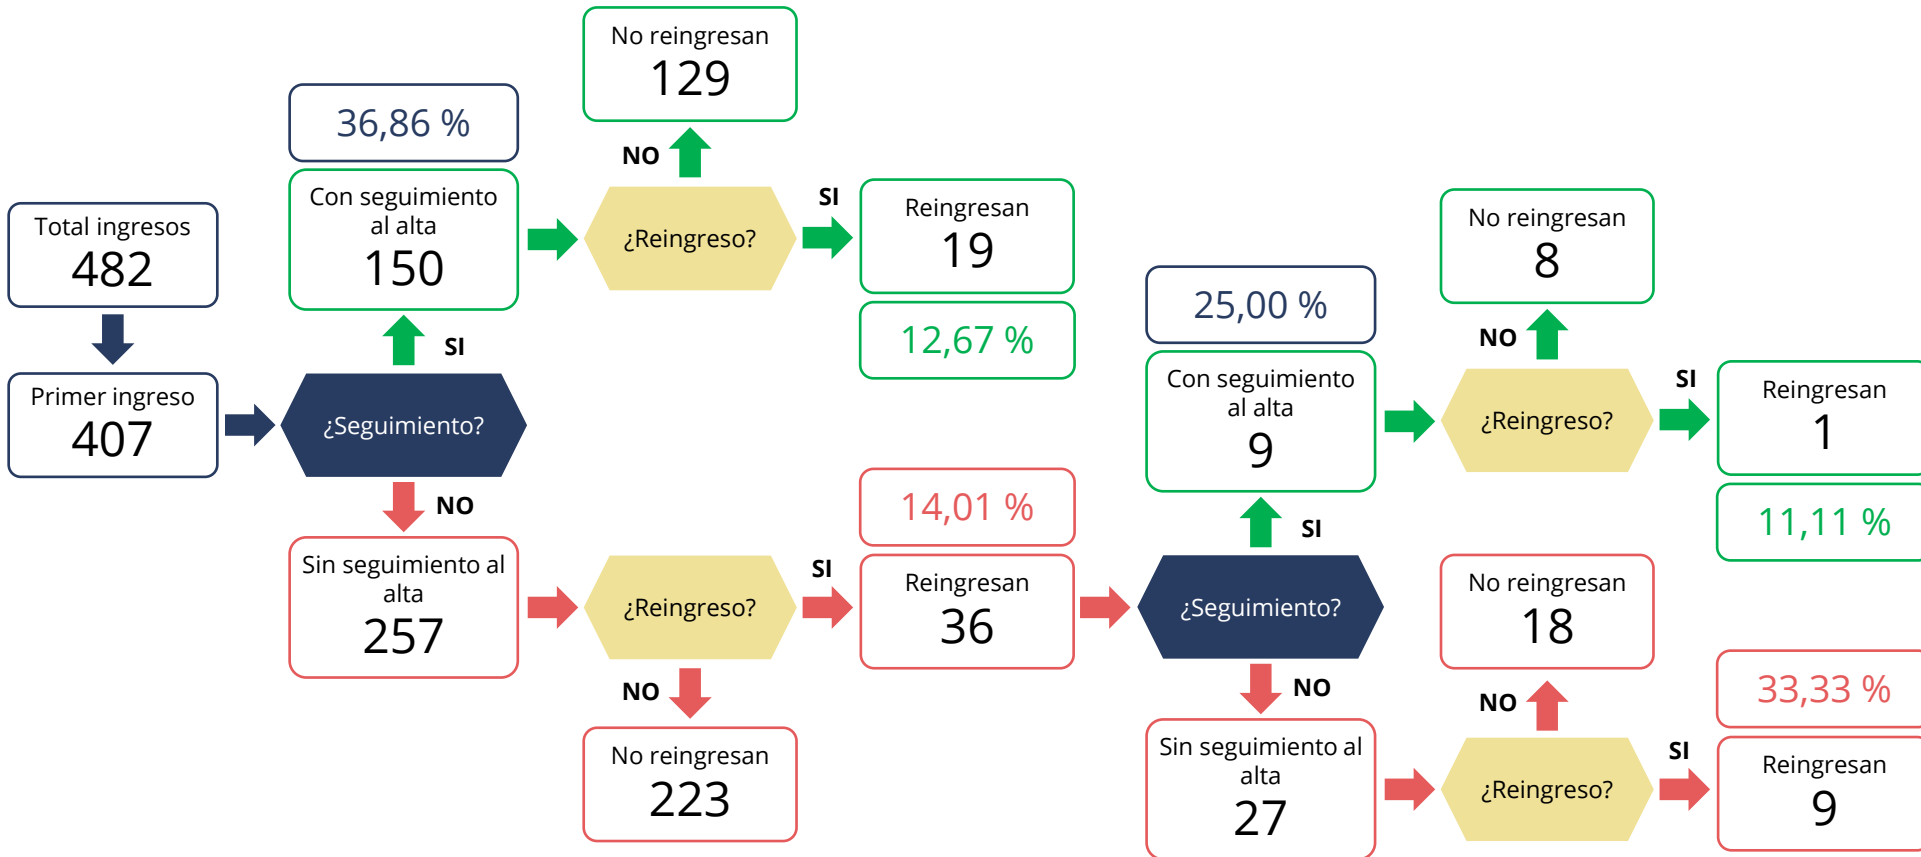 Total ingresos
482
Primer ingreso
407
¿Seguimiento?
SI
36,86 %
Con seguimiento
al alta
150
¿Reingreso?
NO
No reingresan
129
SI
Reingresan
19
12,67 %
NO
Sin seguimiento al
alta
257
¿Reingreso?
NO
No reingresan
223
SI
14,01 %
Reingresan
36
¿Seguimiento?
SI
25,00 %
Con seguimiento
al alta
9
¿Reingreso?
NO
No reingresan
8
SI
Reingresan
1
11,11 %
NO
Sin seguimiento al
alta
27
¿Reingreso?
NO
No reingresan
18
SI
33,33 %
Reingresan
9